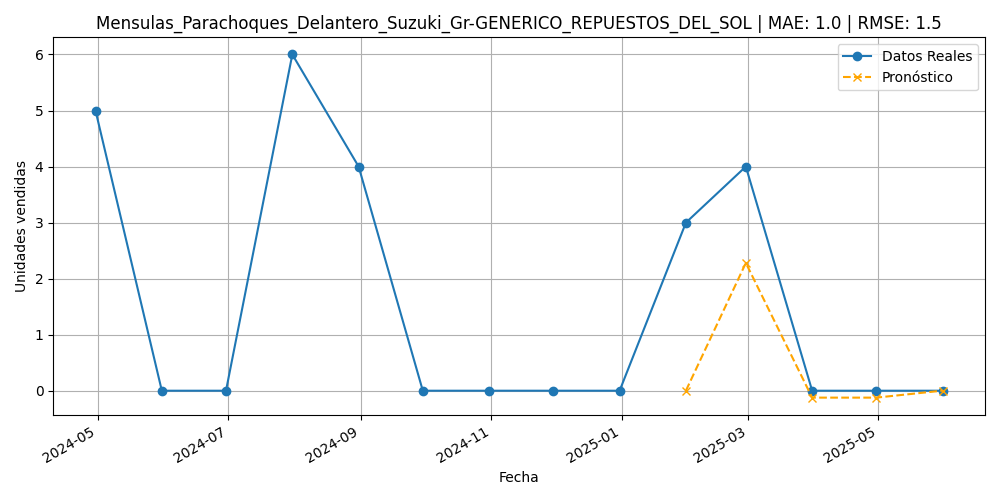 Mensulas_Parachoques_Delantero_Suzuki_Gr-GENERICO_REPUESTOS_DEL_SOL | MAE: 1.0 | RMSE: 1.5
Datos Reales
Pronóstico
Unidades vendidas
6
5
4
3
2
1
0
2024-05
2024-07
2024-09
2024-11
2025-01
2025-03
2025-05
Fecha